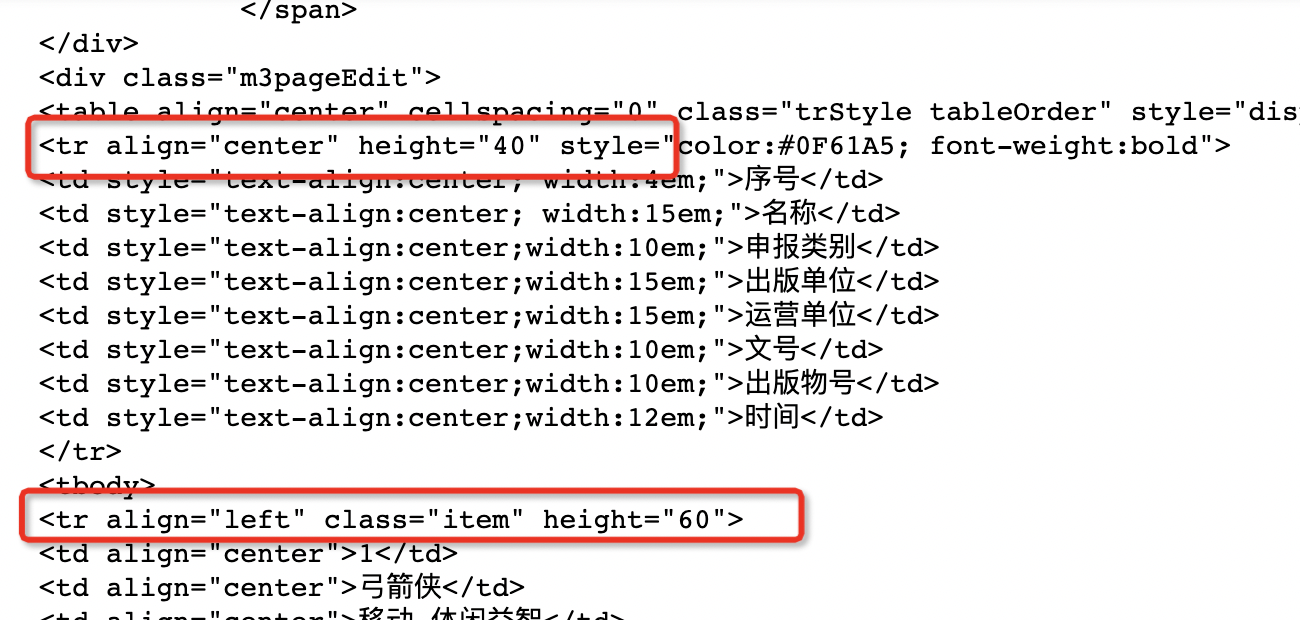 </span>
</div>
<div class="m3pageEdit">
<table align="center" cellspacing="0" class="trStyle tableOrder" style="dis
<tr align="center" height="40" style="color:#0F61A5; font-weight:bold">
<td style="text-align:center; width:4em;">序号</td>
<td style="text-align:center; width:15em;">名称</td>
<td style="text-align:center;width:10em;">申报类别</td>
<td style="text-align:center;width:15em;">出版单位</td>
<td style="text-align:center;width:15em;">运营单位</td>
<td style="text-align:center;width:10em;">文号</td>
<td style="text-align:center;width:10em;">出版物号</td>
<td style="text-align:center;width:12em;">时间</td>
</tr>
<tbody>
<tr align="left" class="item" height="60">
<td align="center">1</td>
<td align="center">弓箭侠</td>
<td align="center">移动 休闲益智</td>